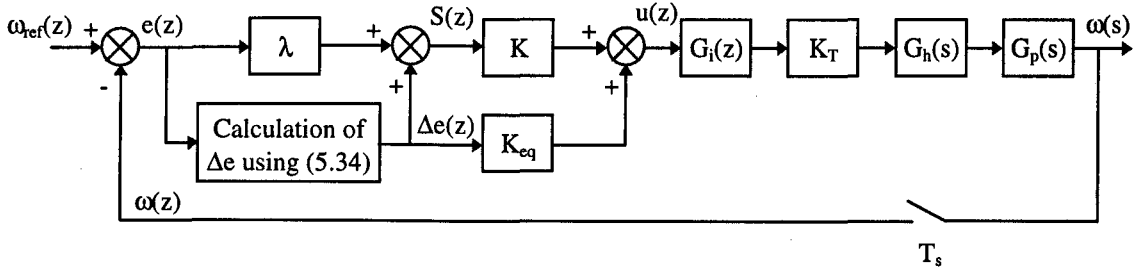 ω_ref(z) + e(z) λ + S(z) K + u(z) G_i(z) K_T G_h(s) G_p(s) ω(s)
-
+
+
Calculation of
Δe using (5.34)
Δe(z)
K_eq
ω(z)
T_s